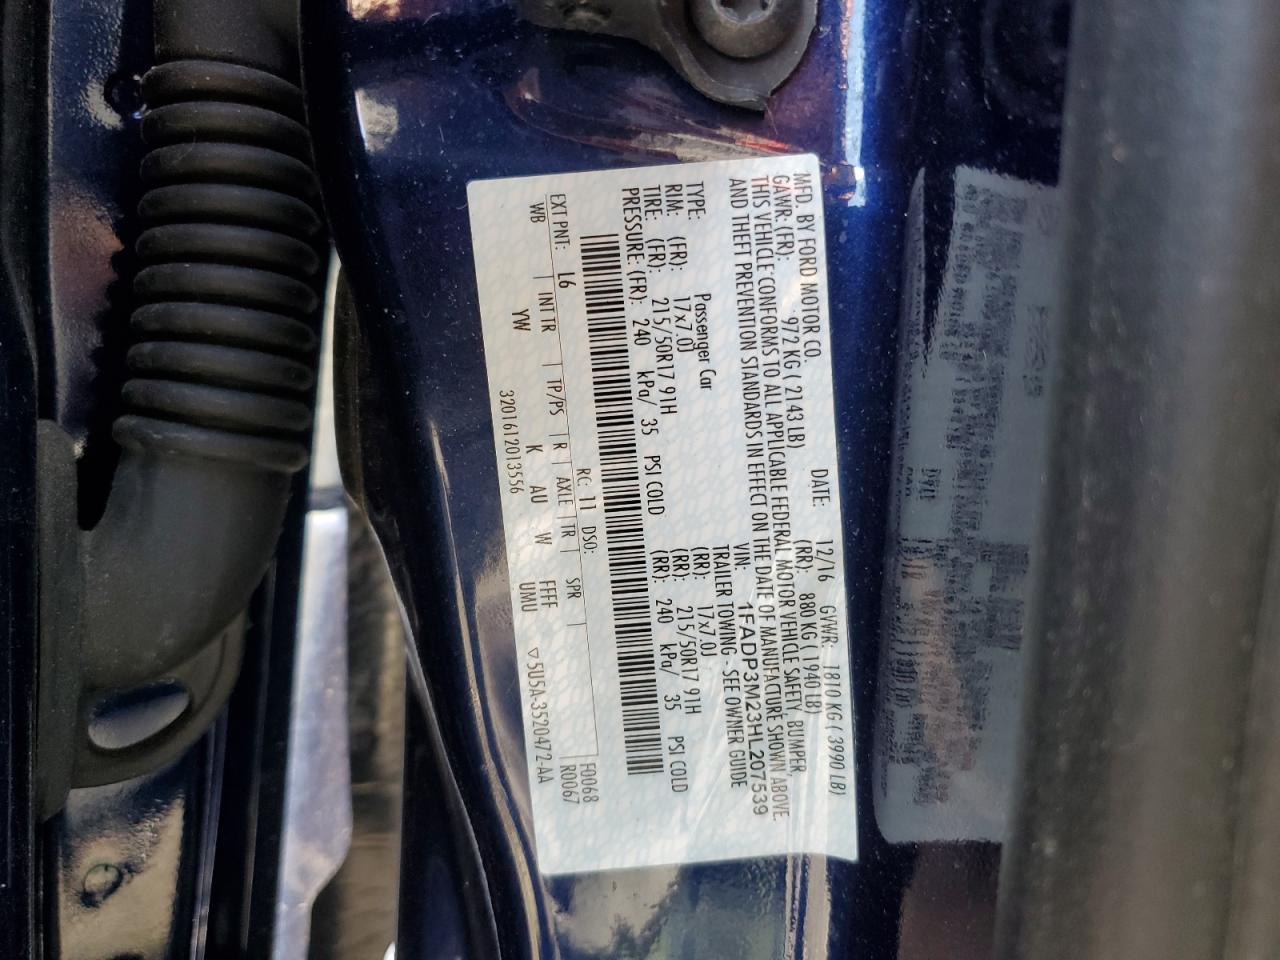 MFD. BY FORD MOTOR CO. DATE: 12/16 GVWR: 1810 KG ( 3990 LB)
GAWR: (FR): 972 KG ( 2143 LB) (RR): 880 KG ( 1940 LB)
THIS VEHICLE CONFORMS TO ALL APPLICABLE FEDERAL MOTOR VEHICLE SAFETY, BUMPER,
AND THEFT PREVENTION STANDARDS IN EFFECT ON THE DATE OF MANUFACTURE SHOWN ABOVE.
VIN: 1FADP3M23HL207539
TYPE: Passenger Car TRAILER TOWING - SEE OWNER GUIDE
RIM: (FR): 17x7.0J (RR): 17x7.0J
TIRE: (FR): 215/50R17 91H (RR): 215/50R17 91H
PRESSURE: (FR): 240 kPa/ 35 PSI COLD (RR): 240 kPa/ 35 PSI COLD
RC: 11 DSO: F0068
EXT PNT: L6 R0067
WB INT TR TP/PS R AXLE TR SPR
YW K AU W FFFF
3201612013556 UMU ▽5U5A-3520472-AA